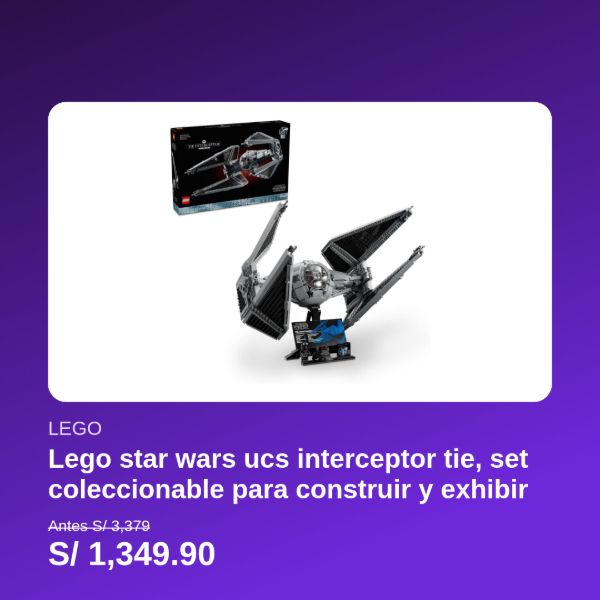 LEGO
Lego star wars ucs interceptor tie, set
coleccionable para construir y exhibir
Antes S/ 3,379
S/ 1,349.90